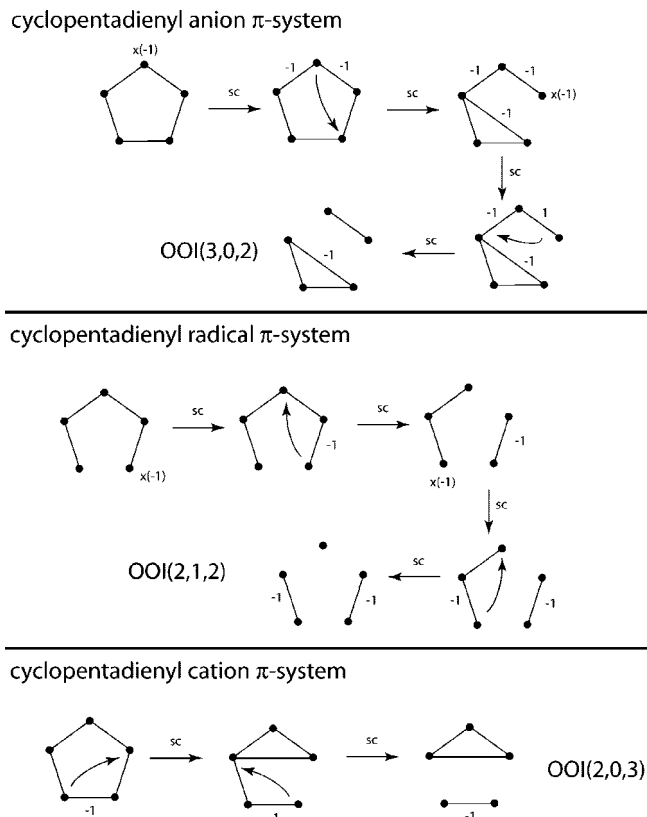 cyclopentadienyl anion π-system
x(-1)
-1 -1
-1 -1
sc
sc
x(-1)
-1
sc
-1 1
OOI(3,0,2)
sc
-1
-1
cyclopentadienyl radical π-system
sc
sc
-1
-1
x(-1)
x(-1)
sc
OOI(2,1,2)
sc
-1
-1
-1
-1
cyclopentadienyl cation π-system
sc
sc
OOI(2,0,3)
-1
1
-1